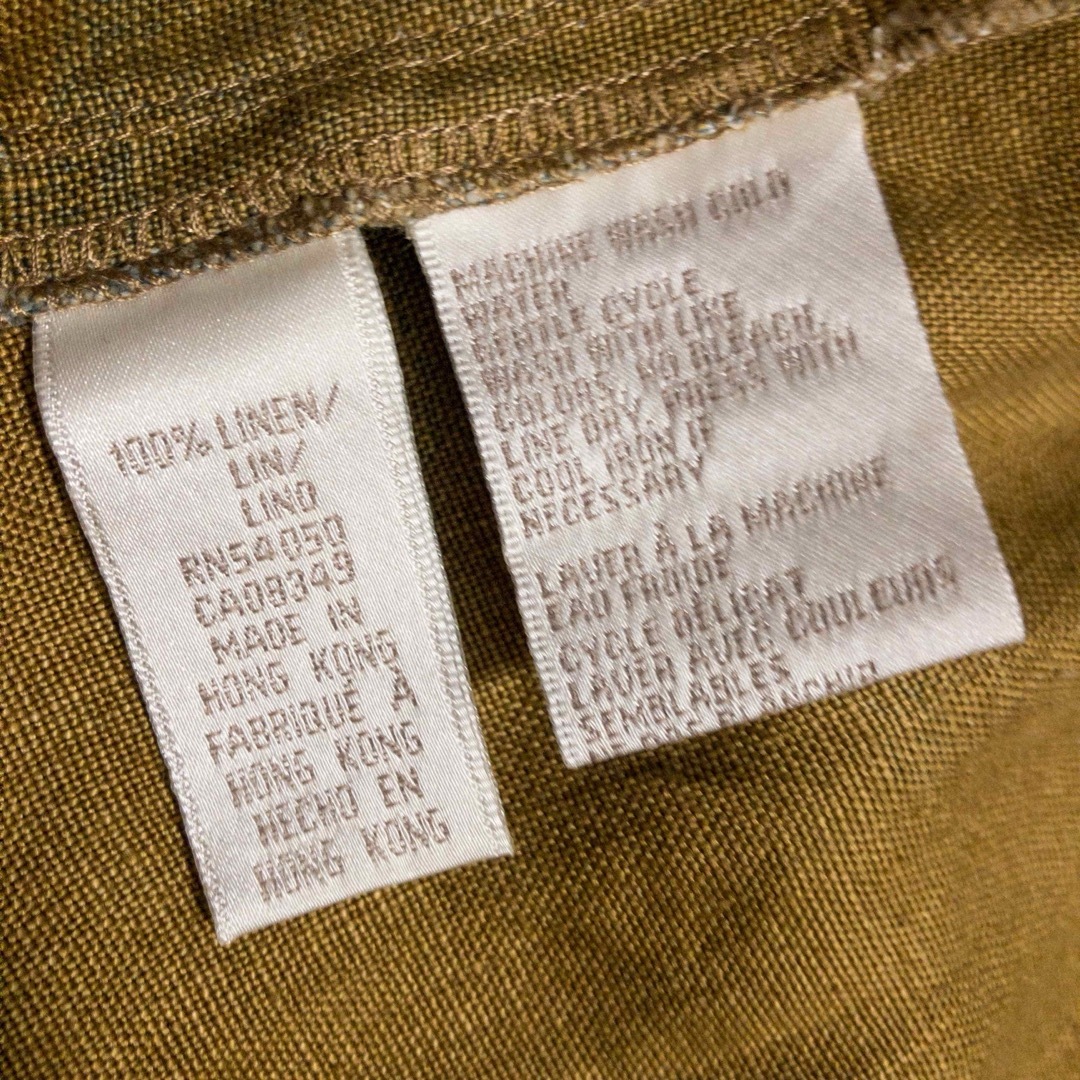 100% LINEN/
LIN/
LINO
RN54050
CA08349
MADE IN
HONG KONG
FABRIQUÉ À
HONG KONG
HECHO EN
HONG KONG
MACHINE WASH COLD
WATER
GENTLE CYCLE
WASH WITH LIKE
COLORS, NO BLEACH,
LINE DRY, PRESS WITH
COOL IRON IF
NECESSARY
LAVER À LA MACHINE
EAU FROIDE
CYCLE DÉLICAT
LAVER AVEC COULEURS
SEMBLABLES